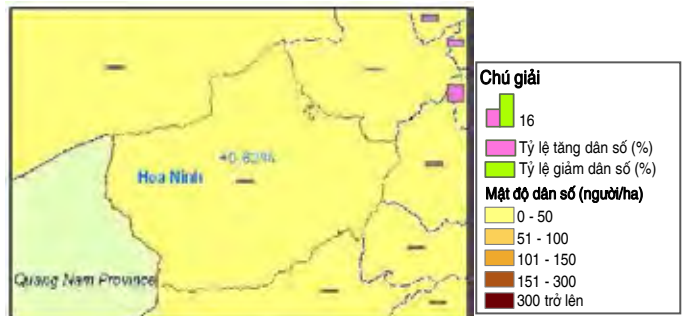 +0.82%
Hoa Ninh
Quang Nam Province
Chú giải
16
Tỷ lệ tăng dân số (%)
Tỷ lệ giảm dân số (%)
Mật độ dân số (người/ha)
0 - 50
51 - 100
101 - 150
151 - 300
300 trở lên